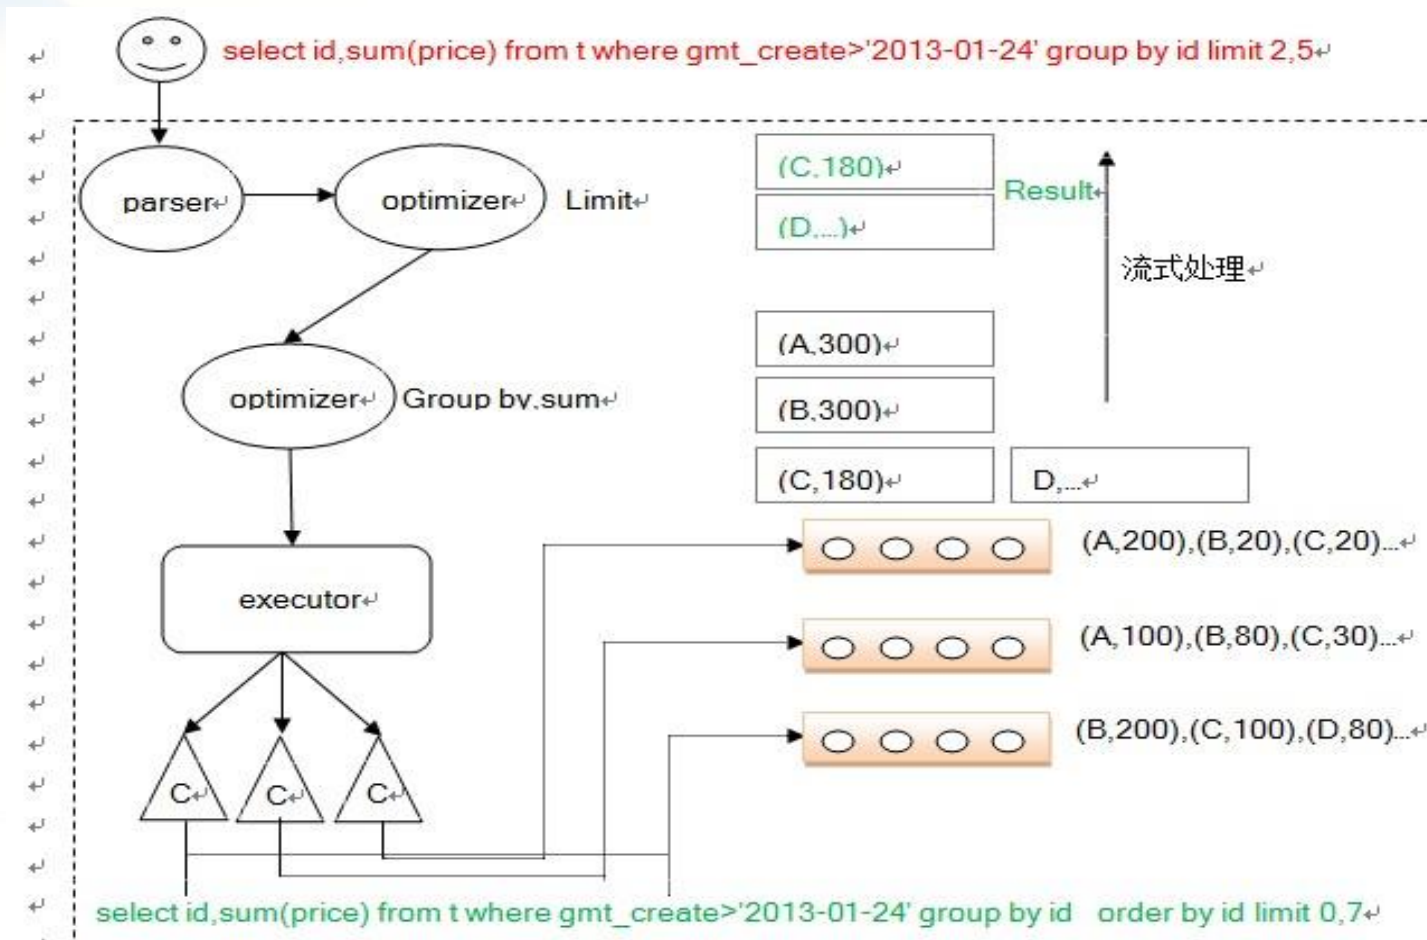 select id,sum(price) from t where gmt_create>'2013-01-24' group by id limit 2,5
parser
optimizer
Limit
(C,180)
(D,...)
Result
流式处理
optimizer
Group by,sum
(A,300)
(B,300)
(C,180)
D,...
executor
(A,200),(B,20),(C,20)...
(A,100),(B,80),(C,30)...
(B,200),(C,100),(D,80)...
C
C
C
select id,sum(price) from t where gmt_create>'2013-01-24' group by id order by id limit 0,7